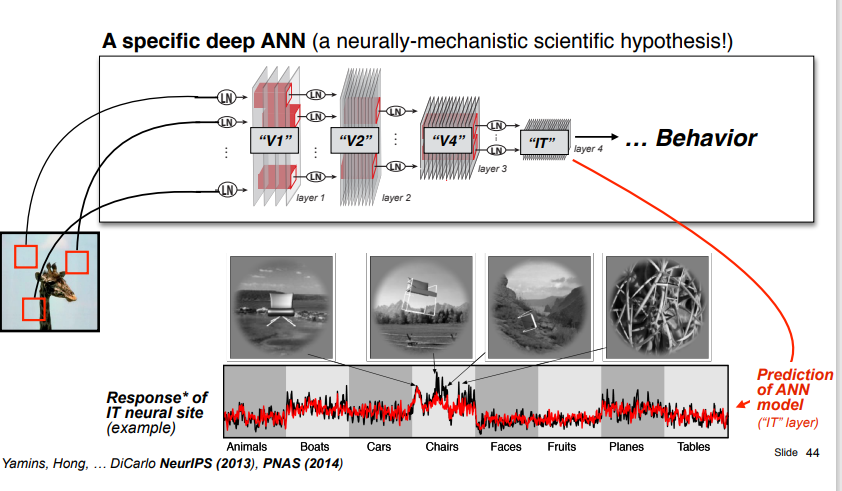 A specific deep ANN (a neurally-mechanistic scientific hypothesis!)
LN
LN
LN
LN
LN
LN
LN
LN
LN
LN
⋮
⋮
⋮
⋮
“V1”
“V2”
“V4”
“IT”
layer 1
layer 2
layer 3
layer 4
... Behavior
Response* of
IT neural site
(example)
Prediction
of ANN
model
(“IT” layer)
Animals Boats Cars Chairs Faces Fruits Planes Tables
Yamins, Hong, … DiCarlo NeurIPS (2013), PNAS (2014)
Slide 44